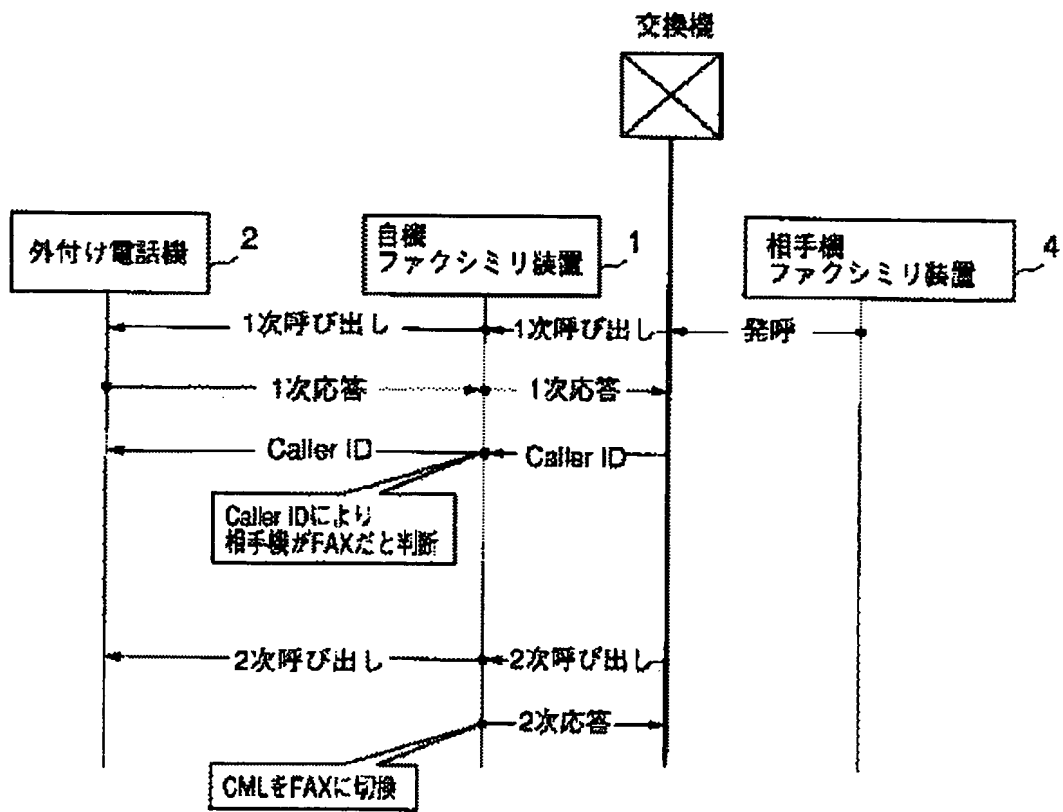 交換機
外付け電話機
2
自機
ファクシミリ装置
1
相手機
ファクシミリ装置
4
1次呼び出し
1次呼び出し
発呼
1次応答
1次応答
Caller ID
Caller ID
Caller IDにより
相手機がFAXだと判断
2次呼び出し
2次呼び出し
2次応答
CMLをFAXに切換